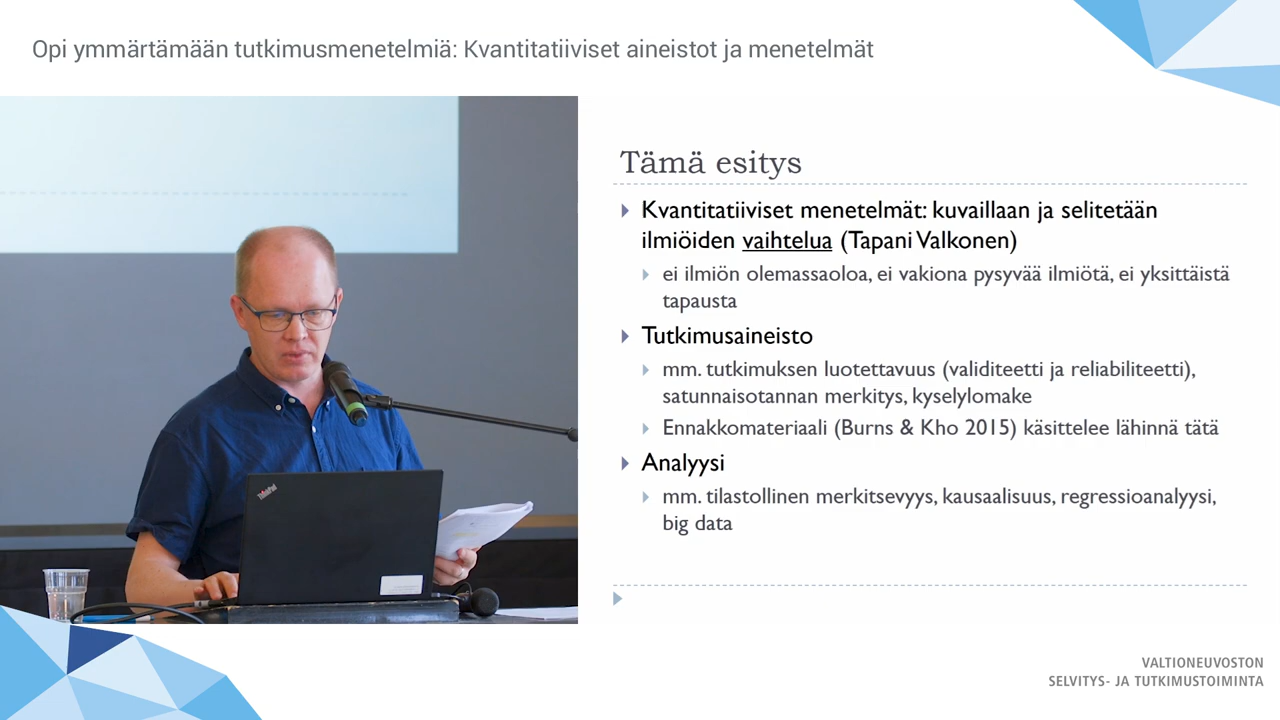 Opi ymmärtämään tutkimusmenetelmiä: Kvantitatiiviset aineistot ja menetelmät
Tämä esitys
Kvantitatiiviset menetelmät: kuvaillaan ja selitetään
ilmiöiden vaihtelua (Tapani Valkonen)
ei ilmiön olemassaoloa, ei vakiona pysyvää ilmiötä, ei yksittäistä
tapausta
Tutkimusaineisto
mm. tutkimuksen luotettavuus (validiteetti ja reliabiliteetti),
satunnaisotannan merkitys, kyselylomake
Ennakkomateriaali (Burns & Kho 2015) käsittelee lähinnä tätä
Analyysi
mm. tilastollinen merkitsevyys, kausaalisuus, regressioanalyysi,
big data
ThinkPad
VALTIONEUVOSTON
SELVITYS- JA TUTKIMUSTOIMINTA